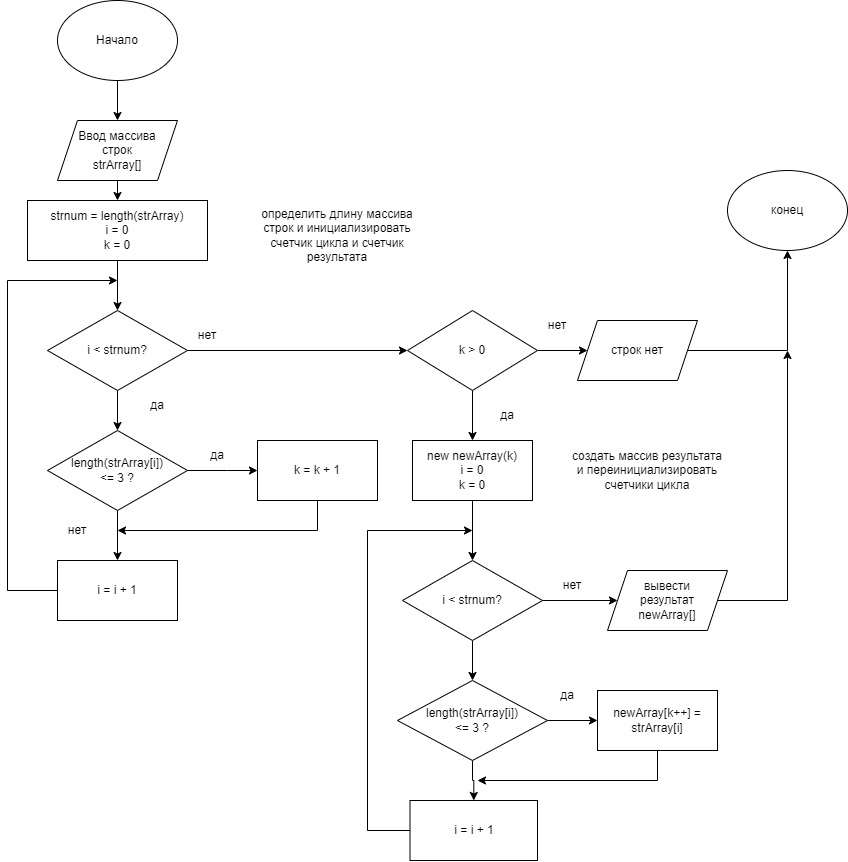 Начало
Ввод массива
строк
strArray[]
strnum = length(strArray)
i = 0
k = 0
определить длину массива
строк и инициализировать
счетчик цикла и счетчик
результата
конец
i < strnum?
нет
k > 0
нет
строк нет
да
да
length(strArray[i])
<= 3 ?
да
k = k + 1
new newArray(k)
i = 0
k = 0
создать массив результата
и переинициализировать
счетчики цикла
нет
i = i + 1
i < strnum?
нет
вывести
результат
newArray[]
length(strArray[i])
<= 3 ?
да
newArray[k++] =
strArray[i]
i = i + 1